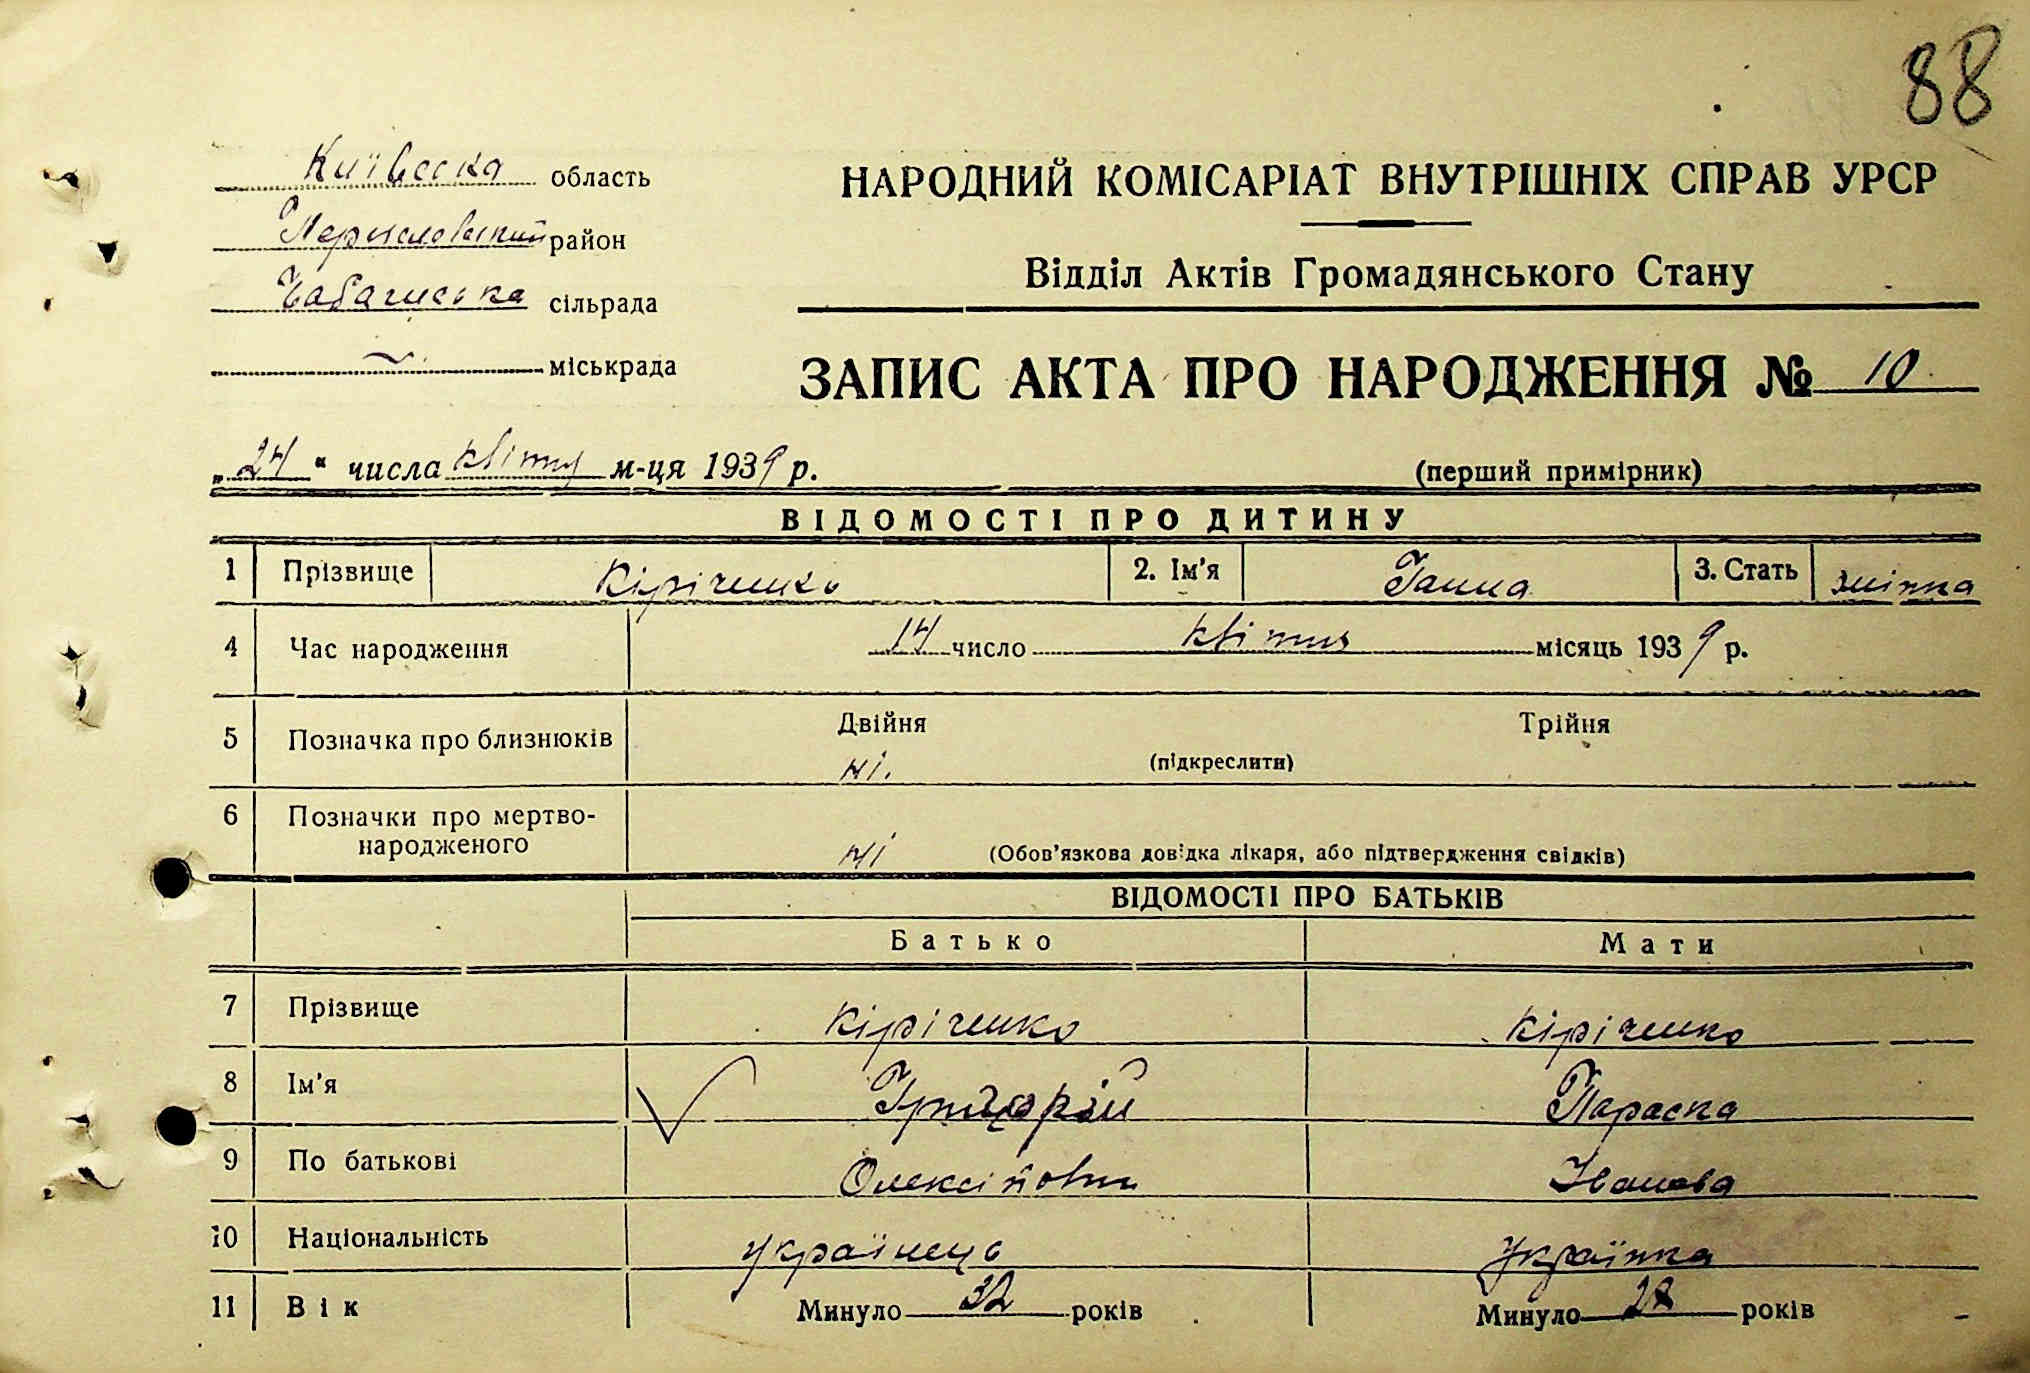 88
Київська область
НАРОДНИЙ КОМІСАРІАТ ВНУТРІШНІХ СПРАВ УРСР
район
сільрада
Відділ Актів Громадянського Стану
міськрада
ЗАПИС АКТА ПРО НАРОДЖЕННЯ № 10
„24“ числа квітня м-ця 1939 р.
(перший примірник)
ВІДОМОСТІ ПРО ДИТИНУ
1 Прізвище Кіріченко 2. Ім'я Ганна 3. Стать жінка
4 Час народження 14 число квітня місяць 1939 р.
5 Позначка про близнюків Двійня Трійня
ні. (підкреслити)
6 Позначки про мертво-
народженого ні (Обов'язкова довідка лікаря, або підтвердження свідків)
ВІДОМОСТІ ПРО БАТЬКІВ
Батько Мати
7 Прізвище Кіріченко Кіріченко
8 Ім'я Григорій Параска
9 По батькові Олексійович Іванова
10 Національність українець Українка
11 Вік Минуло 32 років Минуло 28 років